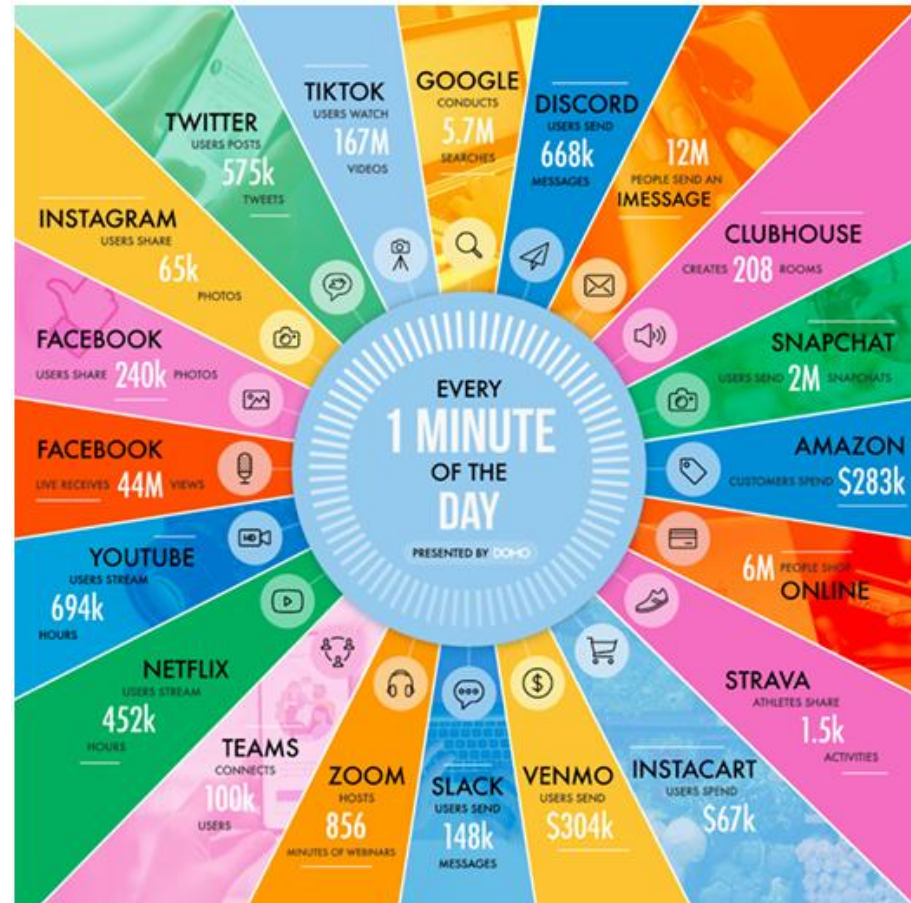 EVERY
1 MINUTE
OF THE
DAY
PRESENTED BY DOMO
GOOGLE
CONDUCTS
5.7M
SEARCHES
DISCORD
USERS SEND
668k
MESSAGES
12M
PEOPLE SEND AN
IMESSAGE
CLUBHOUSE
CREATES 208 ROOMS
SNAPCHAT
USERS SEND 2M SNAPCHATS
AMAZON
CUSTOMERS SPEND $283k
6M PEOPLE SHOP
ONLINE
STRAVA
ATHLETES SHARE
1.5k
ACTIVITIES
INSTACART
USERS SPEND
$67k
VENMO
USERS SEND
$304k
SLACK
USERS SEND
148k
MESSAGES
ZOOM
HOSTS
856
MINUTES OF WEBINARS
TEAMS
CONNECTS
100k
USERS
NETFLIX
USERS STREAM
452k
HOURS
YOUTUBE
USERS STREAM
694k
HOURS
FACEBOOK
LIVE RECEIVES 44M VIEWS
FACEBOOK
USERS SHARE 240k PHOTOS
INSTAGRAM
USERS SHARE
65k
PHOTOS
TWITTER
USERS POSTS
575k
TWEETS
TIKTOK
USERS WATCH
167M
VIDEOS
HD